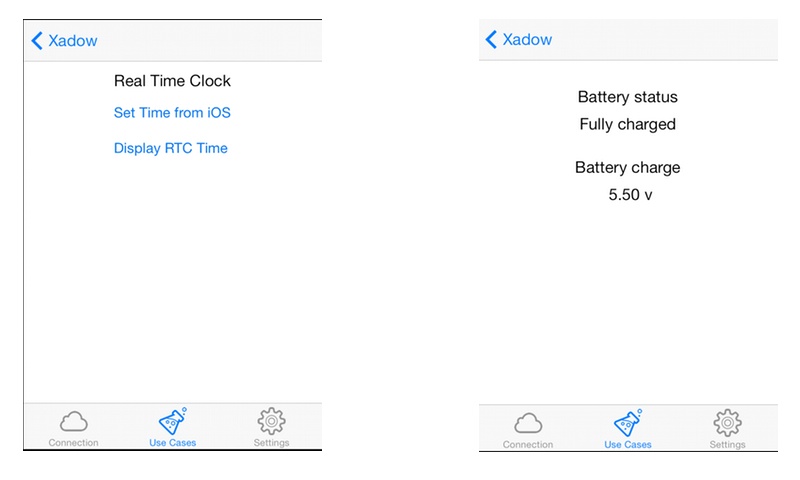 Xadow
Real Time Clock
Set Time from iOS
Display RTC Time
Connection
Use Cases
Settings
Xadow
Battery status
Fully charged
Battery charge
5.50 v
Connection
Use Cases
Settings